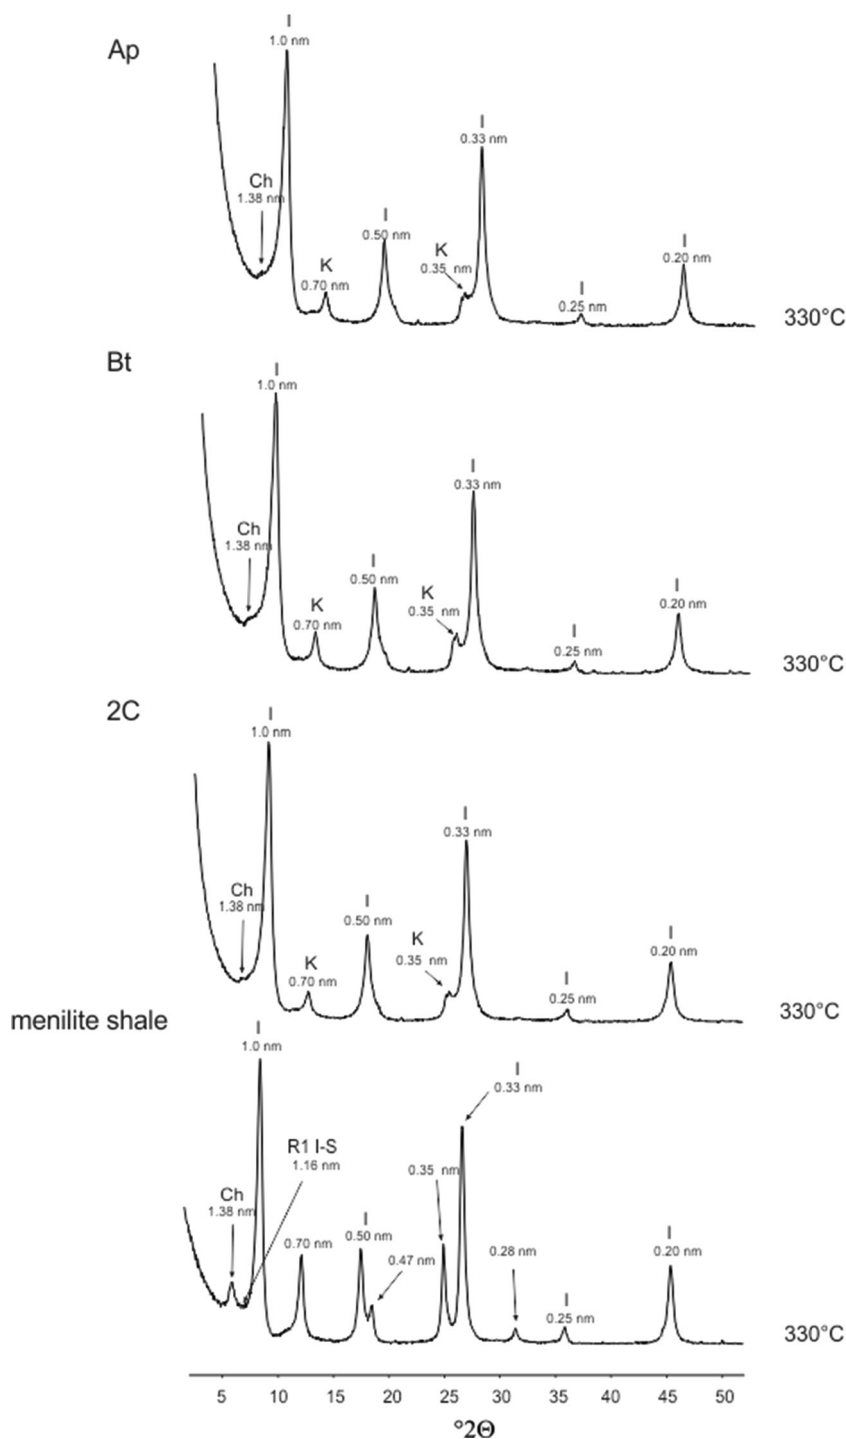 Ap
I
1.0 nm
Ch
1.38 nm
K
0.70 nm
I
0.50 nm
K
0.35 nm
I
0.33 nm
I
0.25 nm
I
0.20 nm
330°C
Bt
I
1.0 nm
Ch
1.38 nm
K
0.70 nm
I
0.50 nm
K
0.35 nm
I
0.33 nm
I
0.25 nm
I
0.20 nm
330°C
2C
I
1.0 nm
Ch
1.38 nm
K
0.70 nm
I
0.50 nm
K
0.35 nm
I
0.33 nm
I
0.25 nm
I
0.20 nm
330°C
menilite shale
I
1.0 nm
Ch
1.38 nm
R1 I-S
1.16 nm
0.70 nm
I
0.50 nm
0.47 nm
0.35 nm
I
0.33 nm
0.28 nm
I
0.25 nm
I
0.20 nm
330°C
5 10 15 20 25 30 35 40 45 50
°2Θ